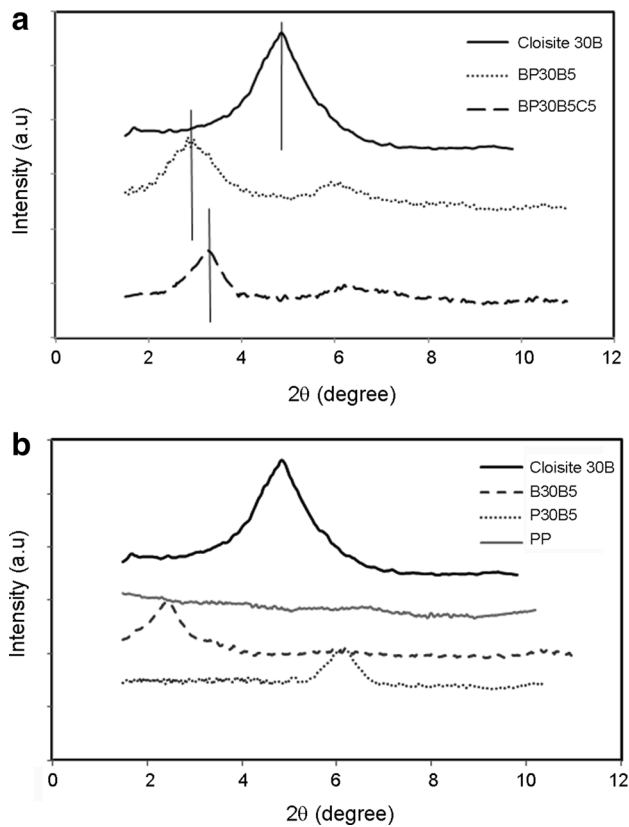 a
Intensity (a.u)
Cloisite 30B
BP30B5
BP30B5C5
0 2 4 6 8 10 12
2θ (degree)
b
Intensity (a.u)
Cloisite 30B
B30B5
P30B5
PP
0 2 4 6 8 10 12
2θ (degree)